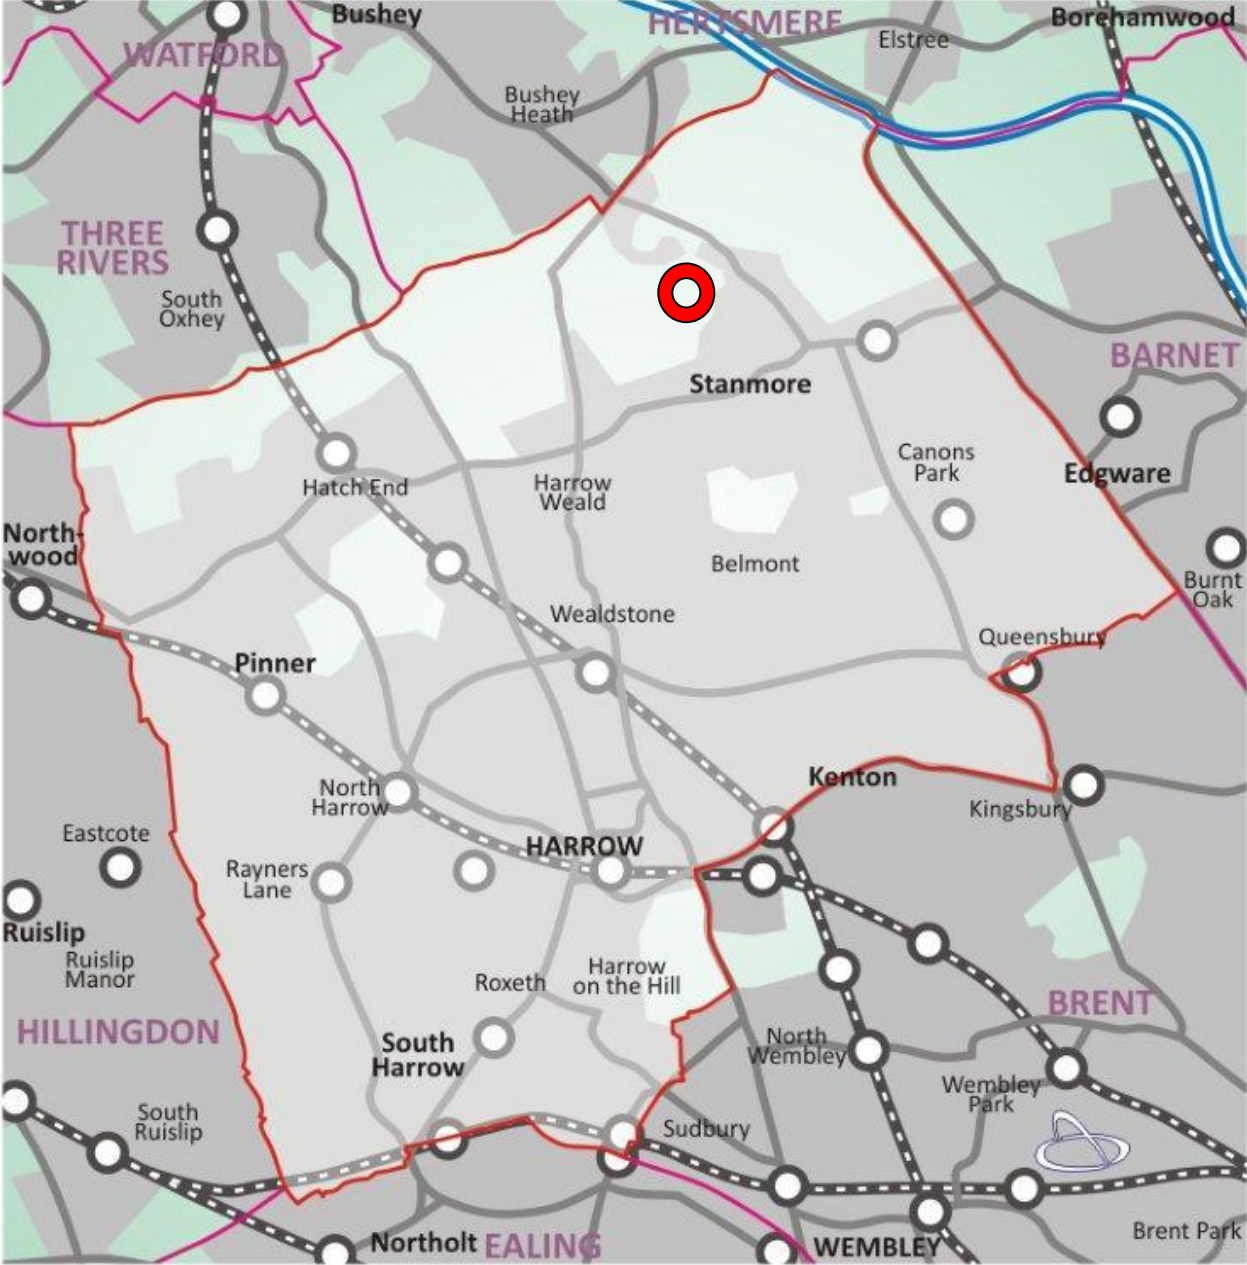 Bushey
HERTSMERE
Borehamwood
Elstree
WATFORD
Bushey
Heath
THREE
RIVERS
South
Oxhey
BARNET
Stanmore
Edgware
Canons
Park
Hatch End
Harrow
Weald
North-
wood
Belmont
Burnt
Oak
Wealdstone
Queensbury
Pinner
Kenton
North
Harrow
Kingsbury
Eastcote
HARROW
Rayners
Lane
Ruislip
Ruislip
Manor
Roxeth
Harrow
on the Hill
BRENT
HILLINGDON
South
Harrow
North
Wembley
Wembley
Park
South
Ruislip
Sudbury
Northolt
EALING
WEMBLEY
Brent Park